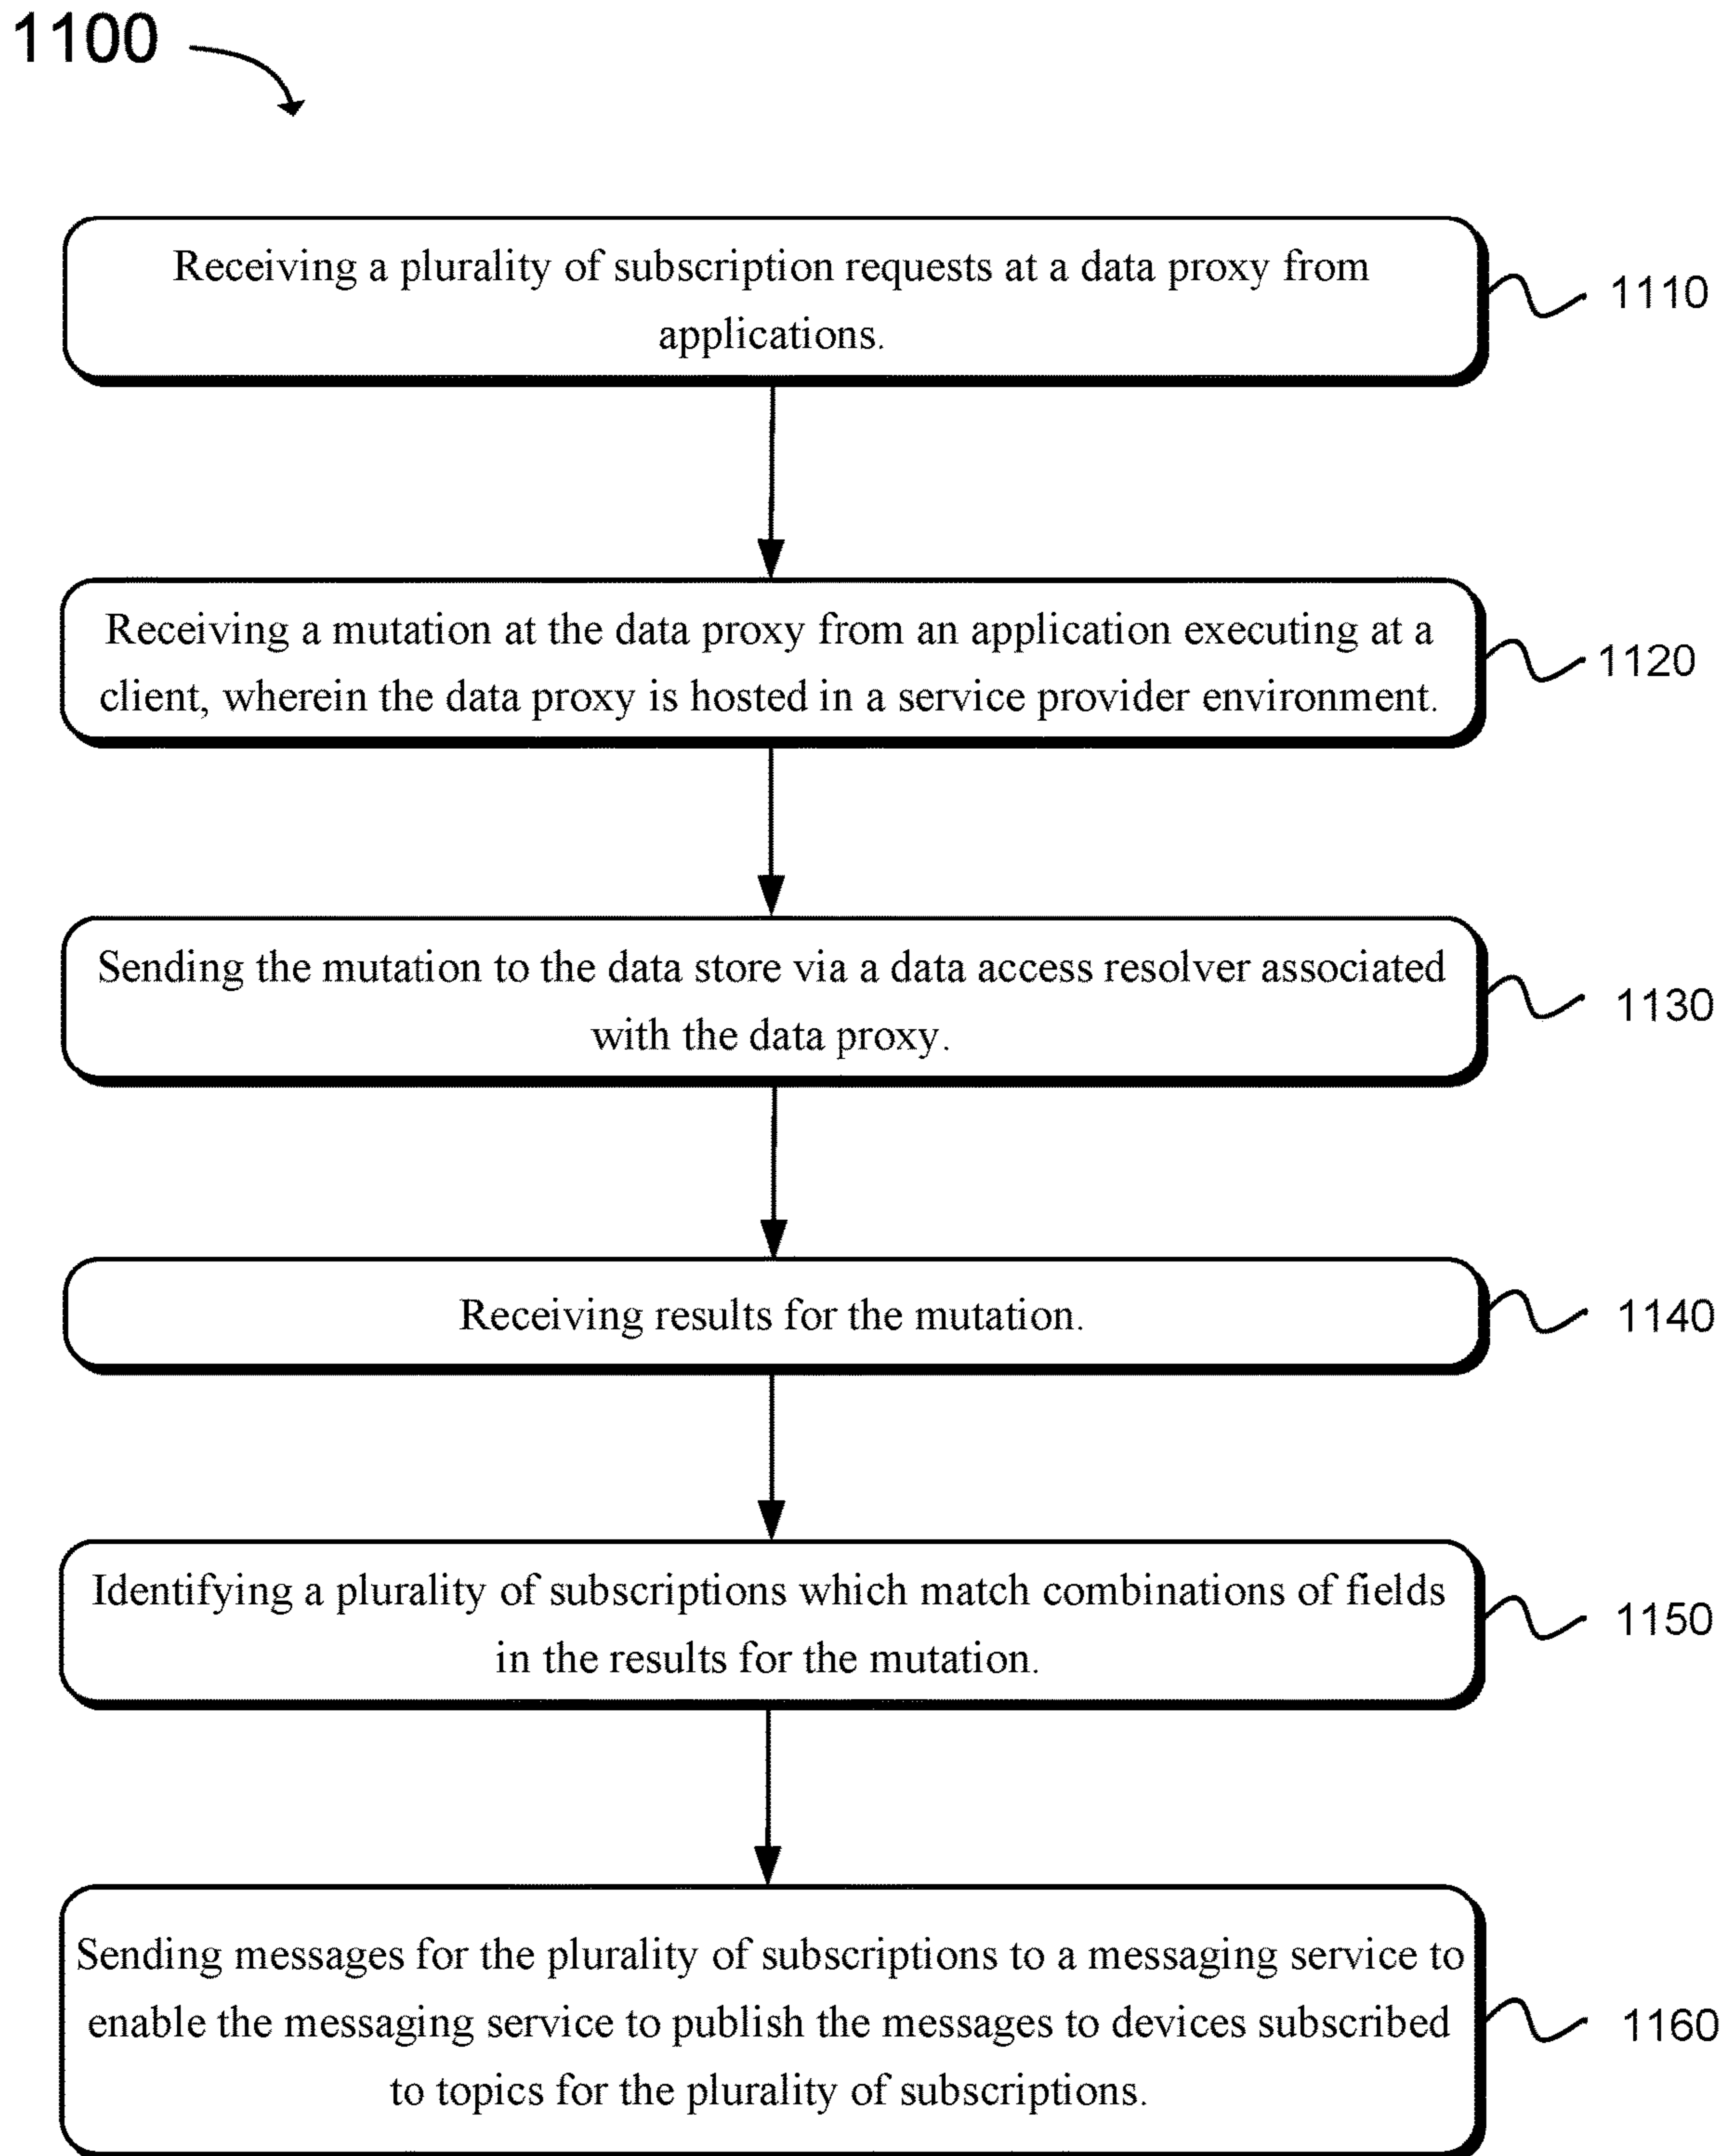 1100
Receiving a plurality of subscription requests at a data proxy from
applications.
1110
Receiving a mutation at the data proxy from an application executing at a
client, wherein the data proxy is hosted in a service provider environment.
1120
Sending the mutation to the data store via a data access resolver associated
with the data proxy.
1130
Receiving results for the mutation.
1140
Identifying a plurality of subscriptions which match combinations of fields
in the results for the mutation.
1150
Sending messages for the plurality of subscriptions to a messaging service to
enable the messaging service to publish the messages to devices subscribed
to topics for the plurality of subscriptions.
1160